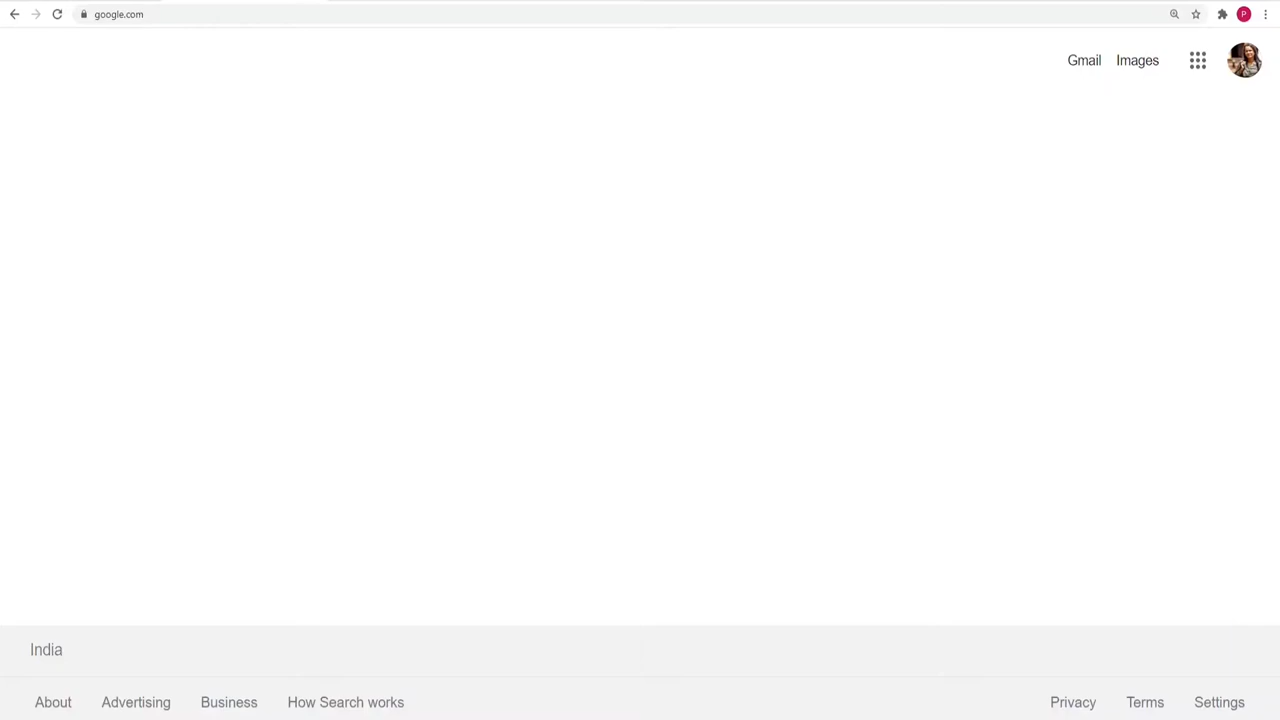 google.com
P
Gmail Images
India
About Advertising Business How Search works Privacy Terms Settings